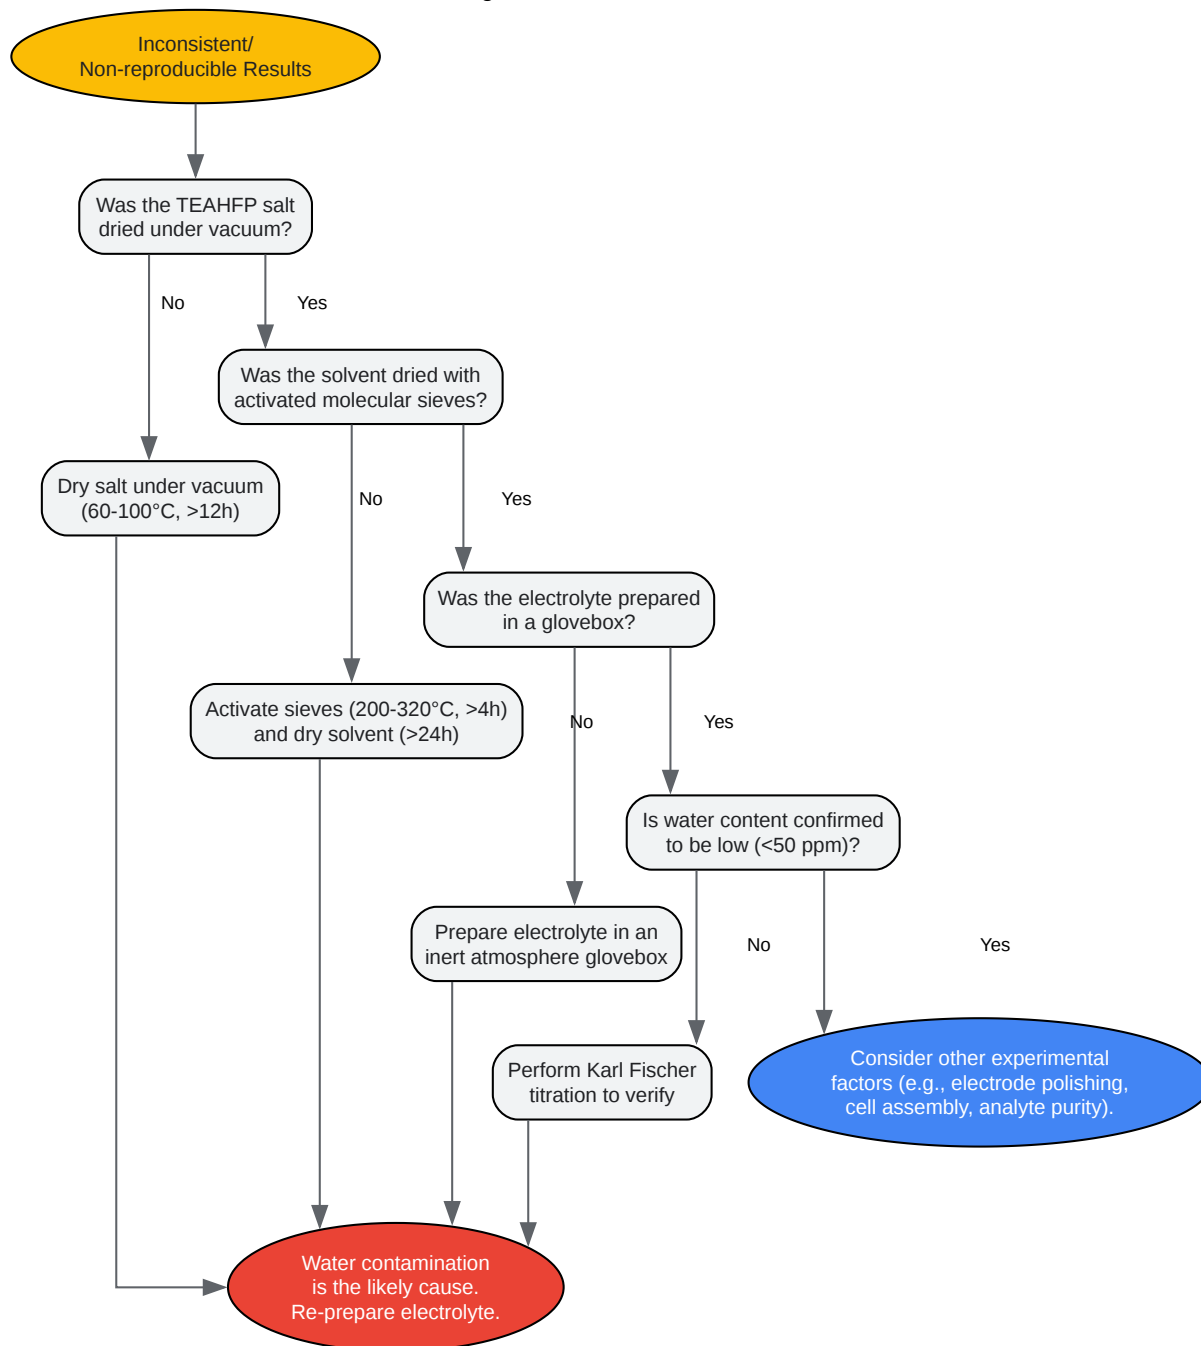 Inconsistent/
Non-reproducible Results
Was the TEAHFP salt
dried under vacuum?
No
Yes
Was the solvent dried with
activated molecular sieves?
Dry salt under vacuum
(60-100°C, >12h)
No
Yes
Was the electrolyte prepared
in a glovebox?
Activate sieves (200-320°C, >4h)
and dry solvent (>24h)
No
Yes
Is water content confirmed
to be low (<50 ppm)?
Prepare electrolyte in an
inert atmosphere glovebox
No
Yes
Perform Karl Fischer
titration to verify
Consider other experimental
factors (e.g., electrode polishing,
cell assembly, analyte purity).
Water contamination
is the likely cause.
Re-prepare electrolyte.